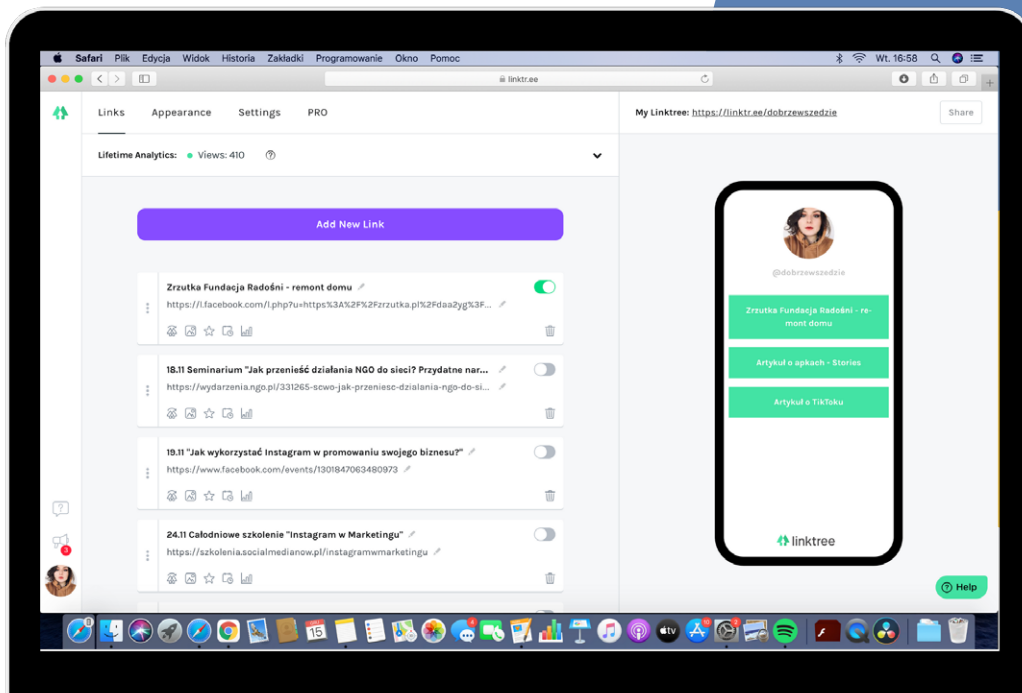 Safari Plik Edycja Widok Historia Zakładki Programowanie Okno Pomoc
Wt. 16:58
linktr.ee
Links Appearance Settings PRO
My Linktree: https://linktr.ee/dobrzewszedzie
Share
Lifetime Analytics: Views: 410
Add New Link
Zrzutka Fundacja Radośni - remont domu
https://l.facebook.com/l.php?u=https%3A%2F%2Fzrzutka.pl%2Fdaa2yg%3F...
18.11 Seminarium "Jak przenieść działania NGO do sieci? Przydatne nar...
https://wydarzenia.ngo.pl/331265-scwo-jak-przeniesc-dzialania-ngo-do-si...
19.11 "Jak wykorzystać Instagram w promowaniu swojego biznesu?"
https://www.facebook.com/events/1301847063480973
24.11 Całodniowe szkolenie "Instagram w Marketingu"
https://szkolenia.socialmedianow.pl/instagramwmarketingu
3
@dobrzewszedzie
Zrzutka Fundacja Radośni - re-
mont domu
Artykuł o apkach - Stories
Artykuł o TikToku
linktree
Help
15
tv